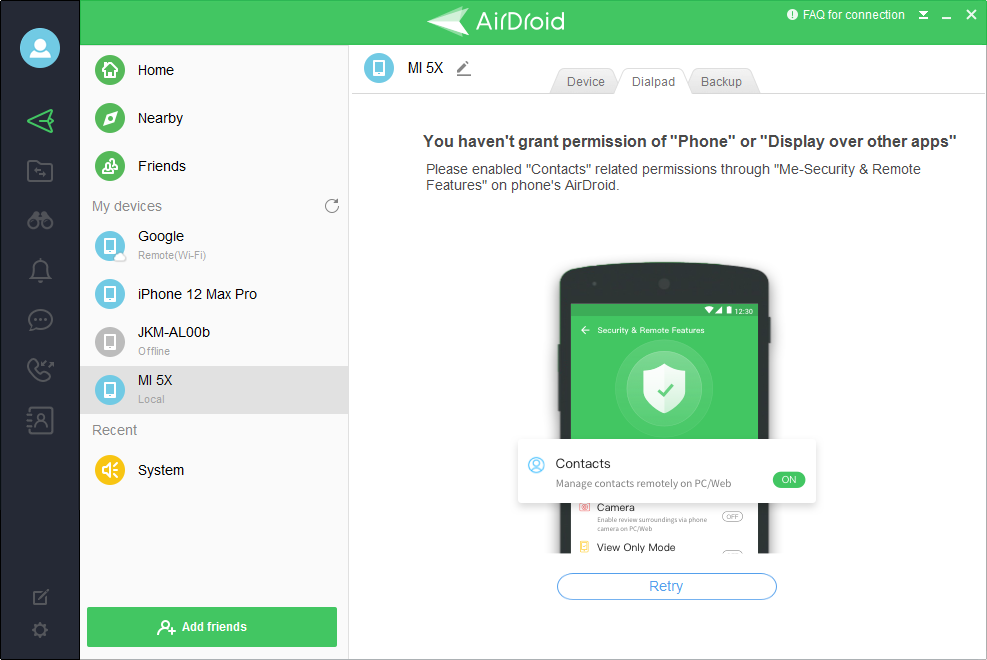 AirDroid
FAQ for connection
Home
Nearby
Friends
My devices
Google
Remote(Wi-Fi)
iPhone 12 Max Pro
JKM-AL00b
Offline
MI 5X
Local
Recent
System
Add friends
MI 5X
Device
Dialpad
Backup
You haven't grant permission of "Phone" or "Display over other apps"
Please enabled "Contacts" related permissions through "Me-Security & Remote
Features" on phone's AirDroid.
12:30
Security & Remote Features
Contacts
Manage contacts remotely on PC/Web
ON
Camera
Enable review surroundings via phone
camera on PC/Web
OFF
View Only Mode
Retry